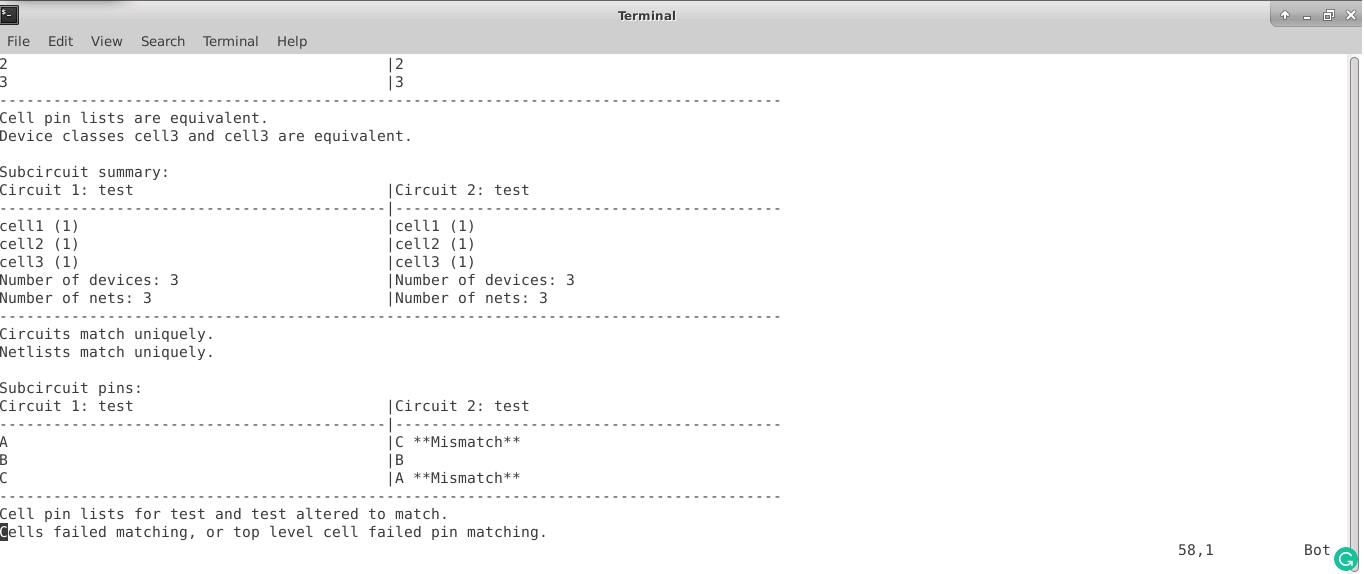 Terminal
File Edit View Search Terminal Help
2 |2
3 |3
---------------------------------------------------------------------------------------
Cell pin lists are equivalent.
Device classes cell3 and cell3 are equivalent.
Subcircuit summary:
Circuit 1: test |Circuit 2: test
-------------------------------------------|-------------------------------------------
cell1 (1) |cell1 (1)
cell2 (1) |cell2 (1)
cell3 (1) |cell3 (1)
Number of devices: 3 |Number of devices: 3
Number of nets: 3 |Number of nets: 3
---------------------------------------------------------------------------------------
Circuits match uniquely.
Netlists match uniquely.
Subcircuit pins:
Circuit 1: test |Circuit 2: test
-------------------------------------------|-------------------------------------------
A |C **Mismatch**
B |B
C |A **Mismatch**
---------------------------------------------------------------------------------------
Cell pin lists for test and test altered to match.
Cells failed matching, or top level cell failed pin matching.
58,1 Bot